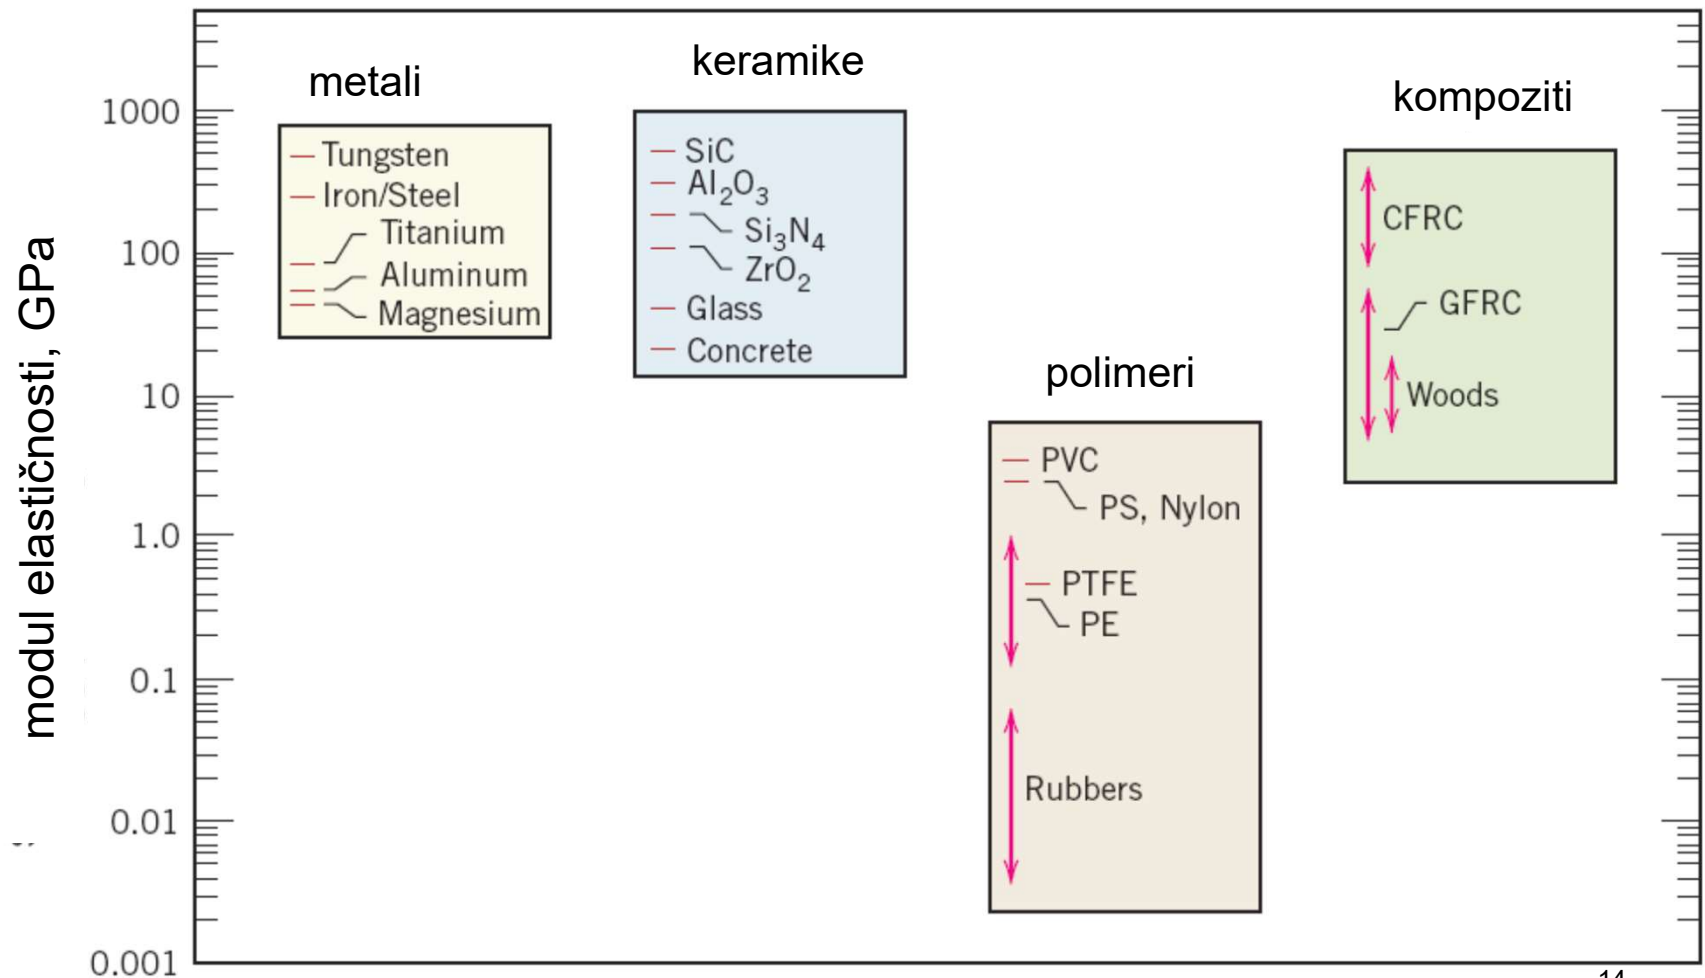 modul elastičnosti, GPa
1000
100
10
1.0
0.1
0.01
0.001
metali
Tungsten
Iron/Steel
Titanium
Aluminum
Magnesium
keramike
SiC
Al₂O₃
Si₃N₄
ZrO₂
Glass
Concrete
polimeri
PVC
PS, Nylon
PTFE
PE
Rubbers
kompoziti
CFRC
GFRC
Woods
14